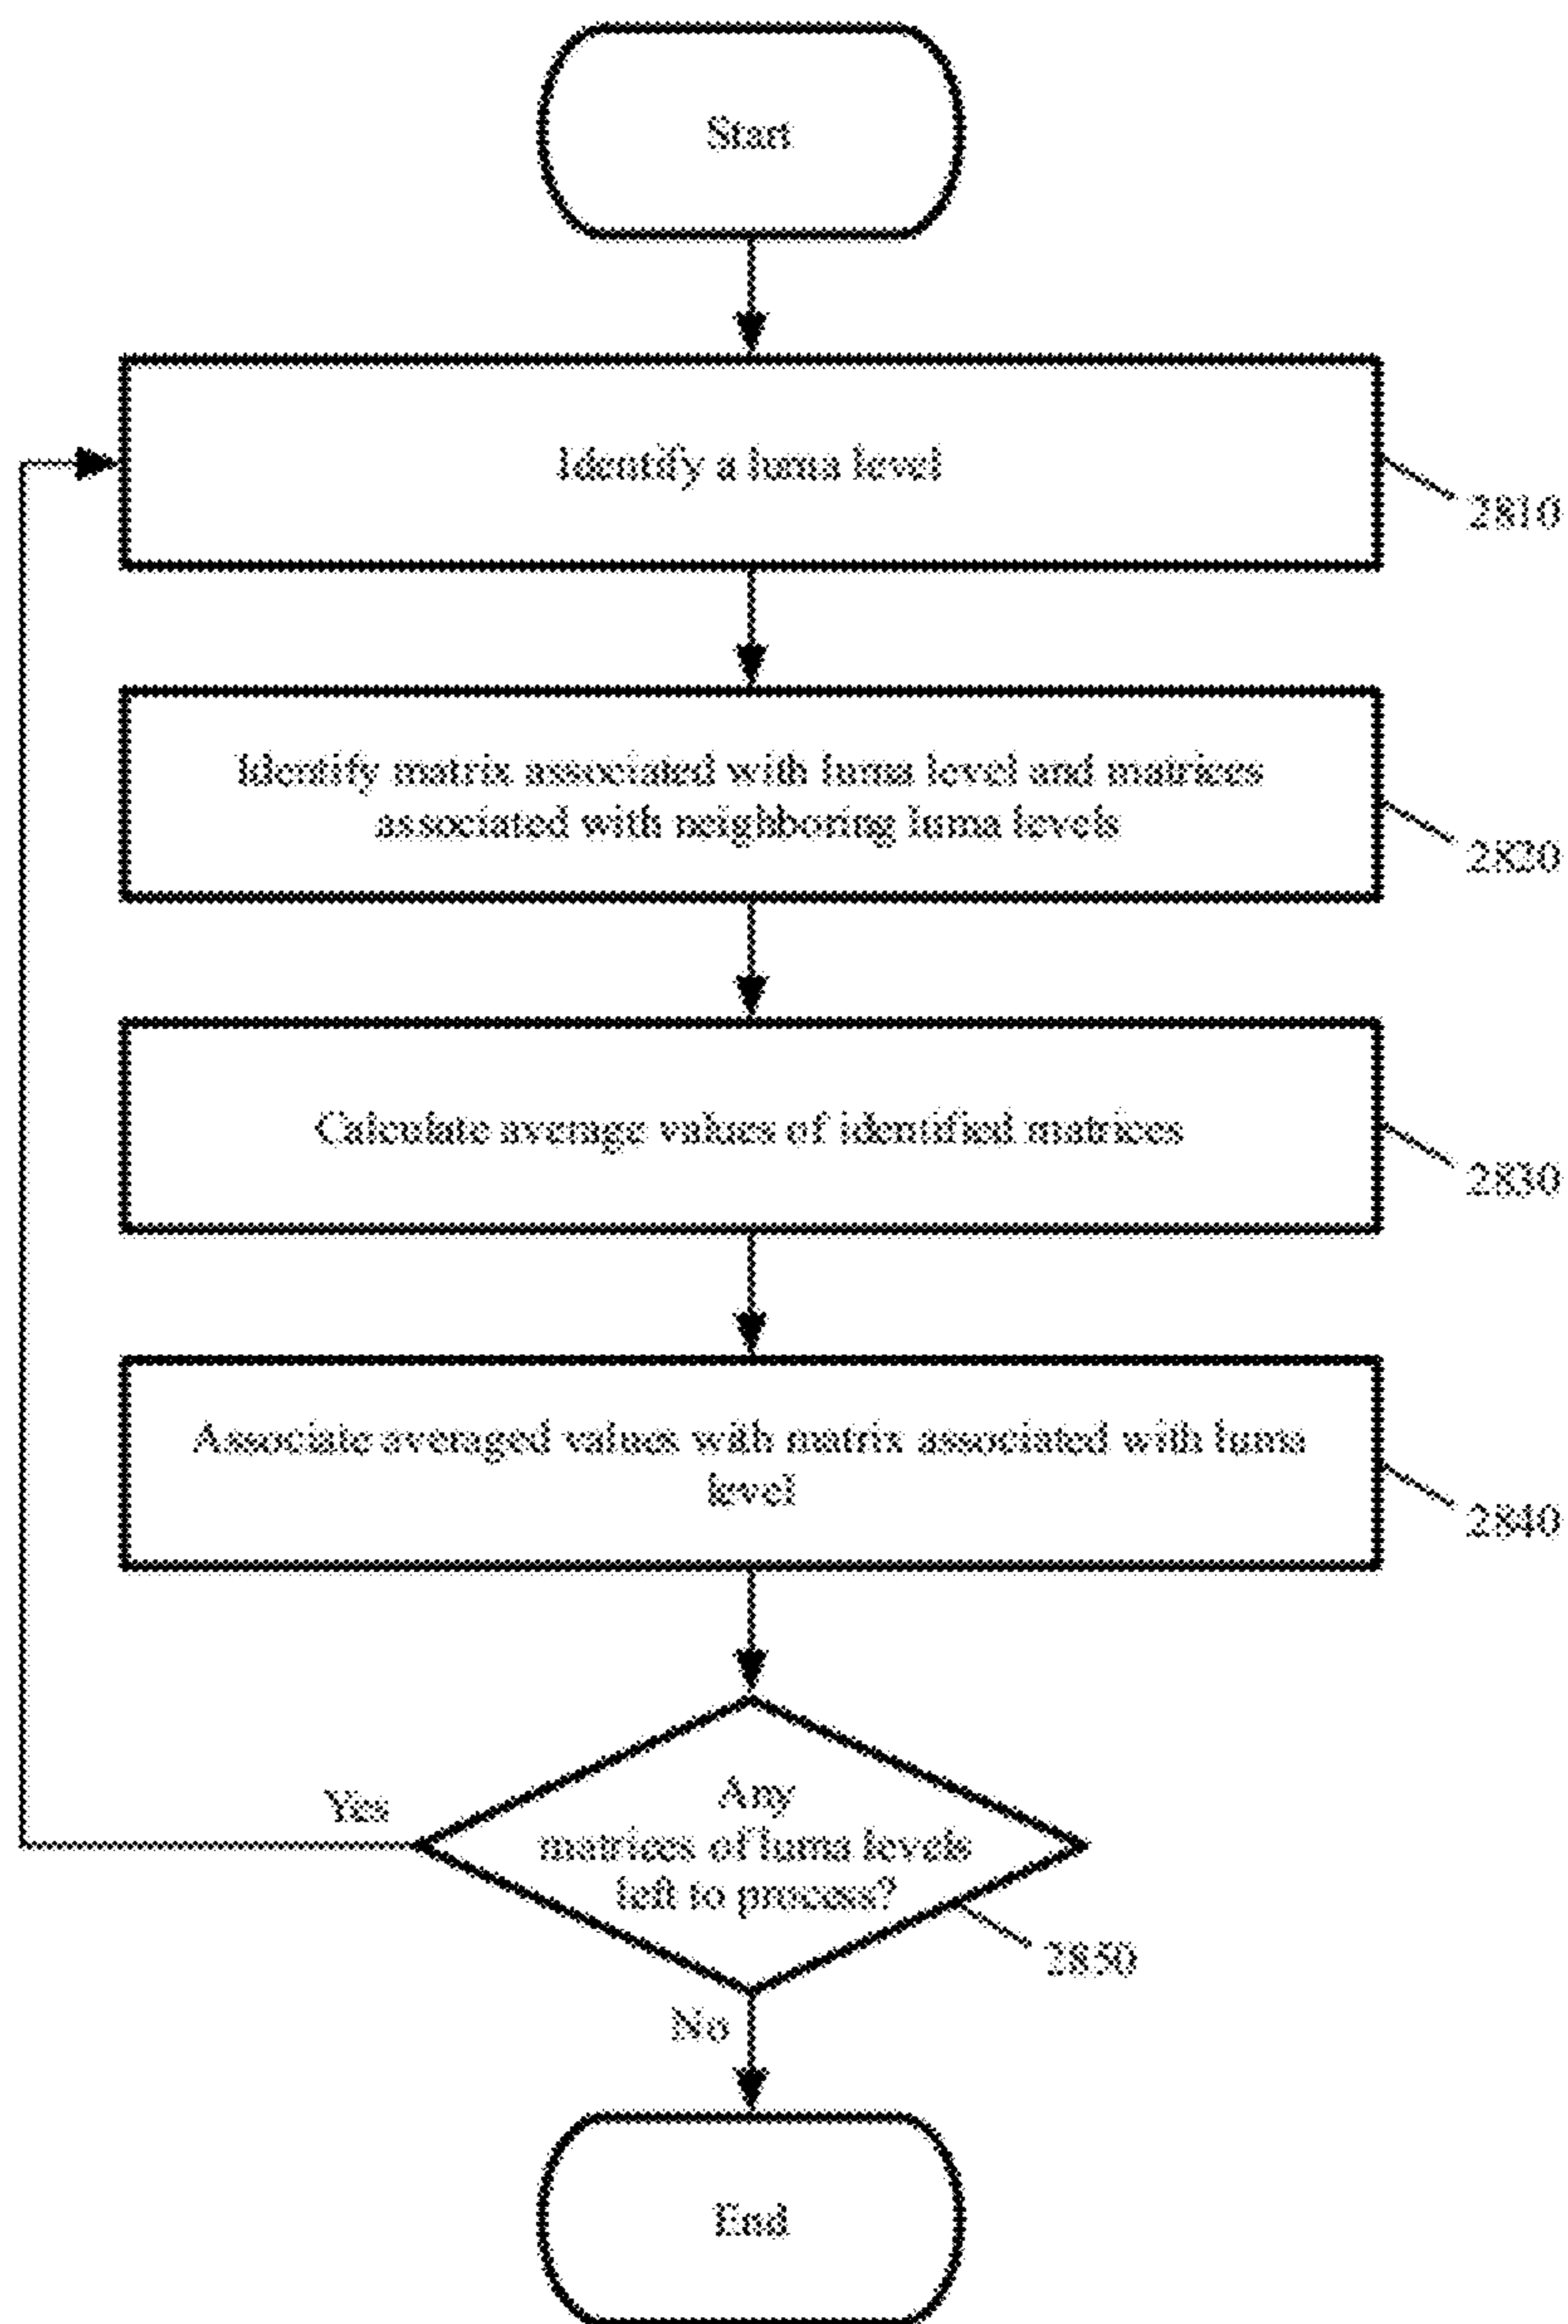 Start
Identify a luma level
2810
Identify matrix associated with luma level and matrices
associated with neighboring luma levels
2820
Calculate average values of identified matrices
2830
Associate averaged values with matrix associated with luma
level
2840
Any
matrices of luma levels
left to process?
Yes
2850
No
End